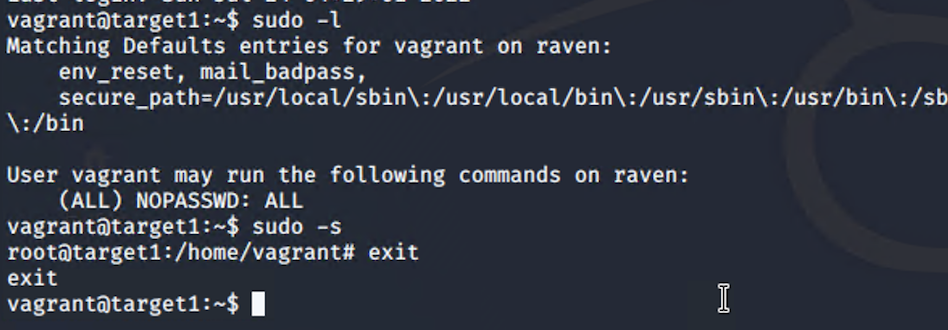 vagrant@target1:~$ sudo -l
Matching Defaults entries for vagrant on raven:
    env_reset, mail_badpass,
    secure_path=/usr/local/sbin\:/usr/local/bin\:/usr/sbin\:/usr/bin\:/sb
\:/bin

User vagrant may run the following commands on raven:
    (ALL) NOPASSWD: ALL
vagrant@target1:~$ sudo -s
root@target1:/home/vagrant# exit
exit
vagrant@target1:~$